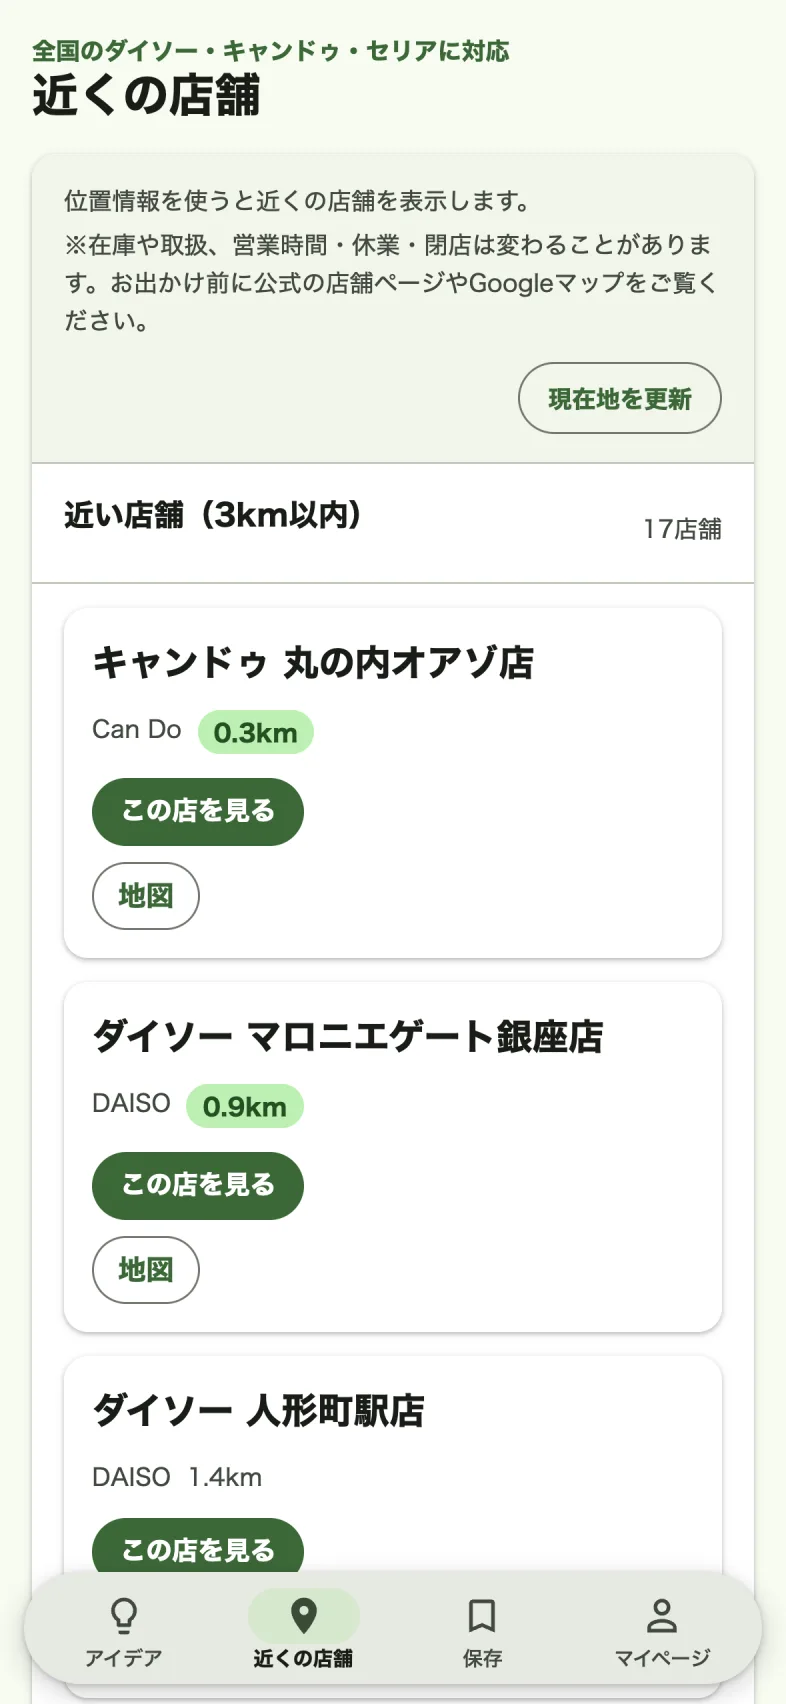 全国のダイソー・キャンドゥ・セリアに対応
近くの店舗
位置情報を使うと近くの店舗を表示します。
※在庫や取扱、営業時間・休業・閉店は変わることがありま
す。お出かけ前に公式の店舗ページやGoogleマップをご覧く
ださい。
現在地を更新
近い店舗（3km以内）
17店舗
キャンドゥ 丸の内オアゾ店
Can Do 0.3km
この店を見る
地図
ダイソー マロニエゲート銀座店
DAISO 0.9km
この店を見る
地図
ダイソー 人形町駅店
DAISO 1.4km
この店を見る
アイデア 近くの店舗 保存 マイページ